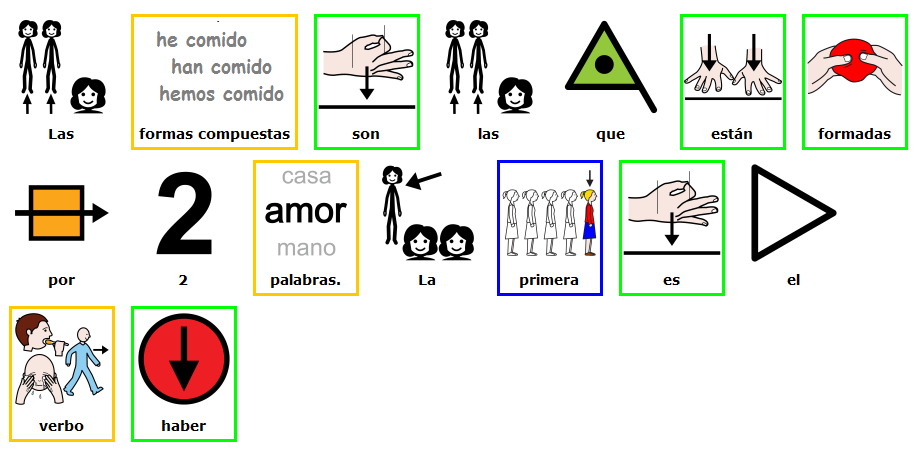 he comido
han comido
hemos comido
Las formas compuestas son las que están formadas
2
casa
amor
mano
por 2 palabras. La primera es el
verbo haber